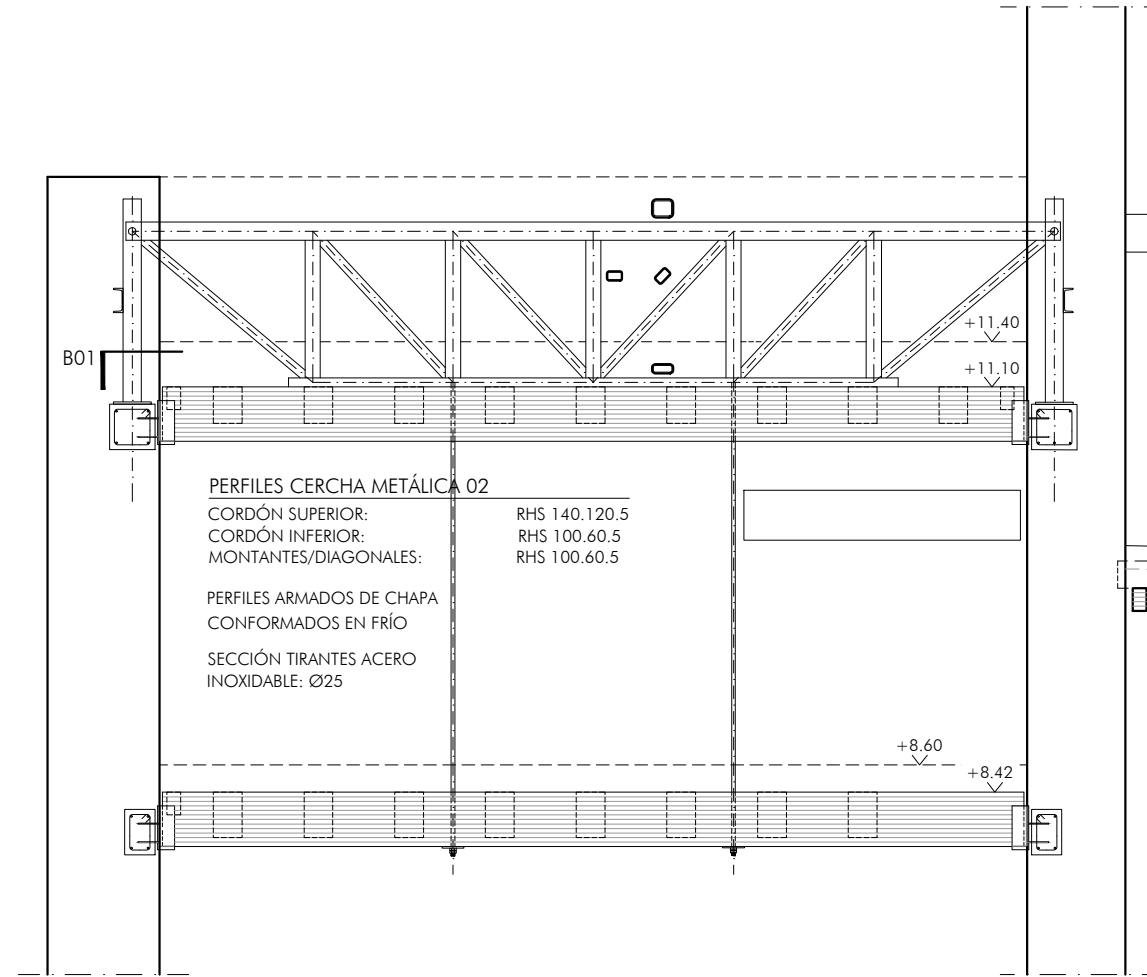 +11.40
B01
+11.10
PERFILES CERCHA METÁLICA 02
CORDÓN SUPERIOR: RHS 140.120.5
CORDÓN INFERIOR: RHS 100.60.5
MONTANTES/DIAGONALES: RHS 100.60.5
PERFILES ARMADOS DE CHAPA
CONFORMADOS EN FRÍO
SECCIÓN TIRANTES ACERO
INOXIDABLE: Ø25
+8.60
+8.42